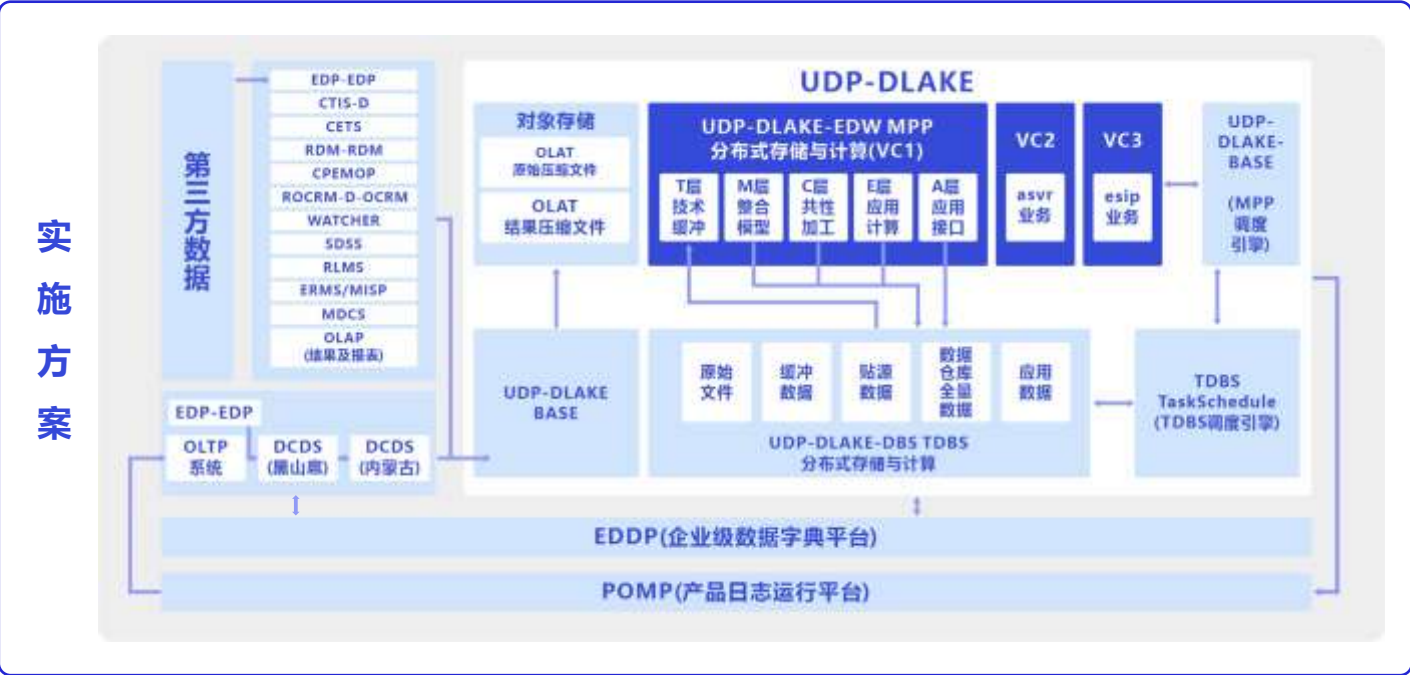 实
施
方
案
第
三
方
数
据
EDP-EDP
CTIS-D
CETS
RDM-RDM
CPEMOP
ROCRM-D-OCRM
WATCHER
SDSS
RLMS
ERMS/MISP
MDCS
OLAP
(结果及报表)
EDP-EDP
OLTP
系统
DCDS
(黑山扈)
DCDS
(内蒙古)
UDP-DLAKE
对象存储
OLAT
原始压缩文件
OLAT
结果压缩文件
UDP-DLAKE-EDW MPP
分布式存储与计算(VC1)
T层
技术
缓冲
M层
整合
模型
C层
共性
加工
E层
应用
计算
A层
应用
接口
VC2
asvr
业务
VC3
esip
业务
UDP-
DLAKE-
BASE
(MPP
调度
引擎)
UDP-DLAKE
BASE
原始
文件
缓冲
数据
贴源
数据
数据
仓库
全量
数据
应用
数据
UDP-DLAKE-DBS TDBS
分布式存储与计算
TDBS
TaskSchedule
(TDBS调度引擎)
EDDP(企业级数据字典平台)
POMP(产品日志运行平台)